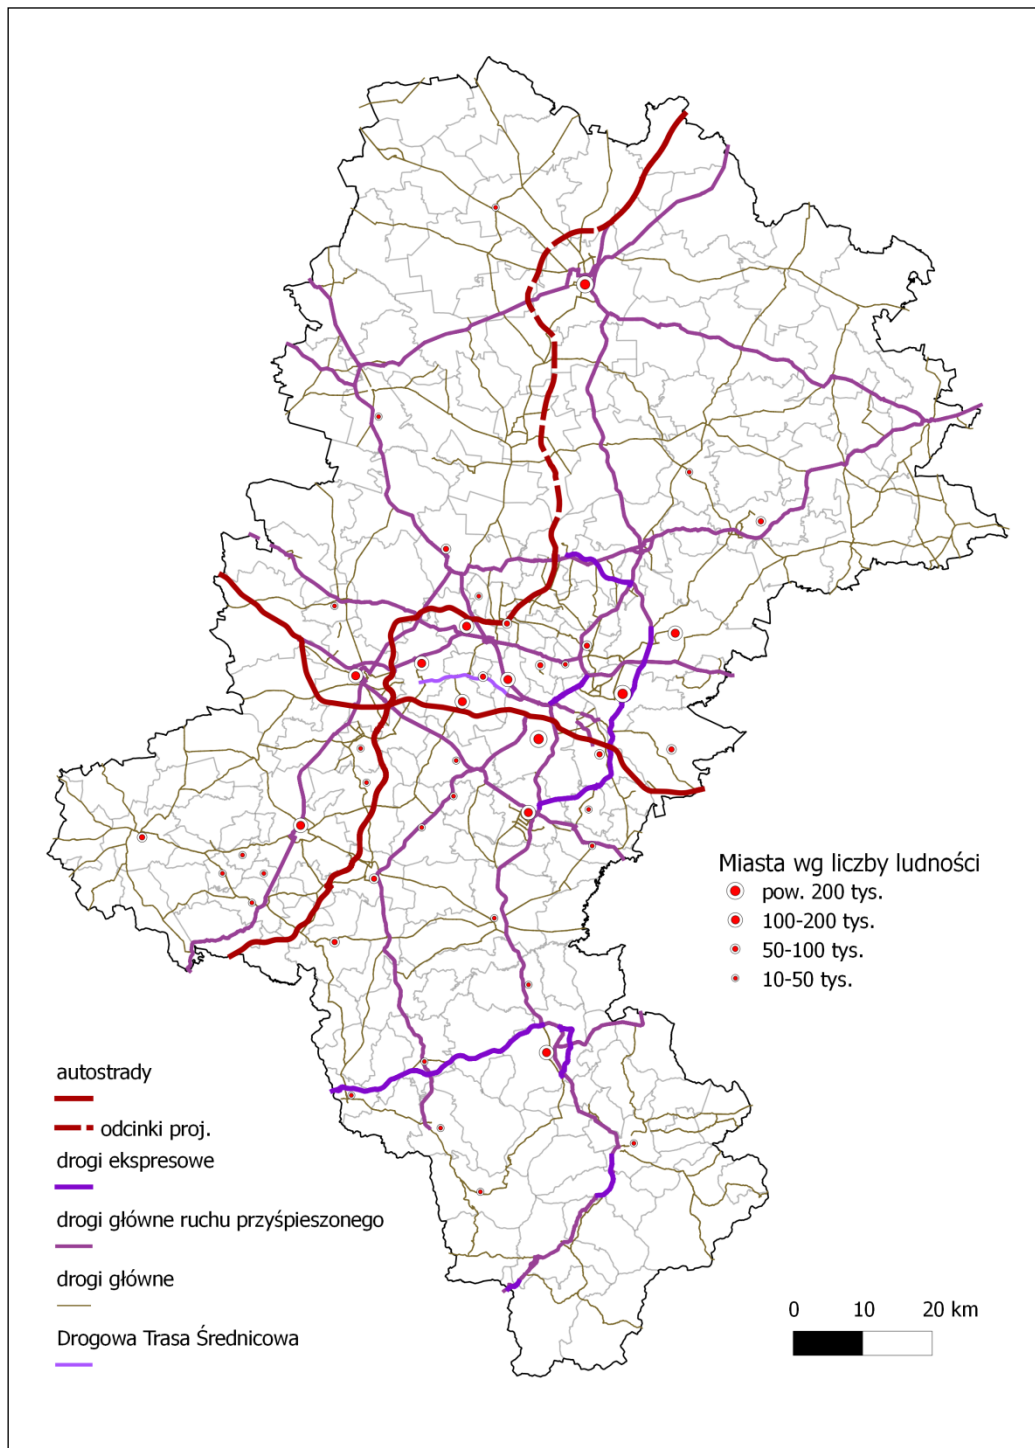 Miasta wg liczby ludności
pow. 200 tys.
100-200 tys.
50-100 tys.
10-50 tys.
autostrady
odcinki proj.
drogi ekspresowe
drogi główne ruchu przyśpieszonego
drogi główne
Drogowa Trasa Średnicowa
0 10 20 km